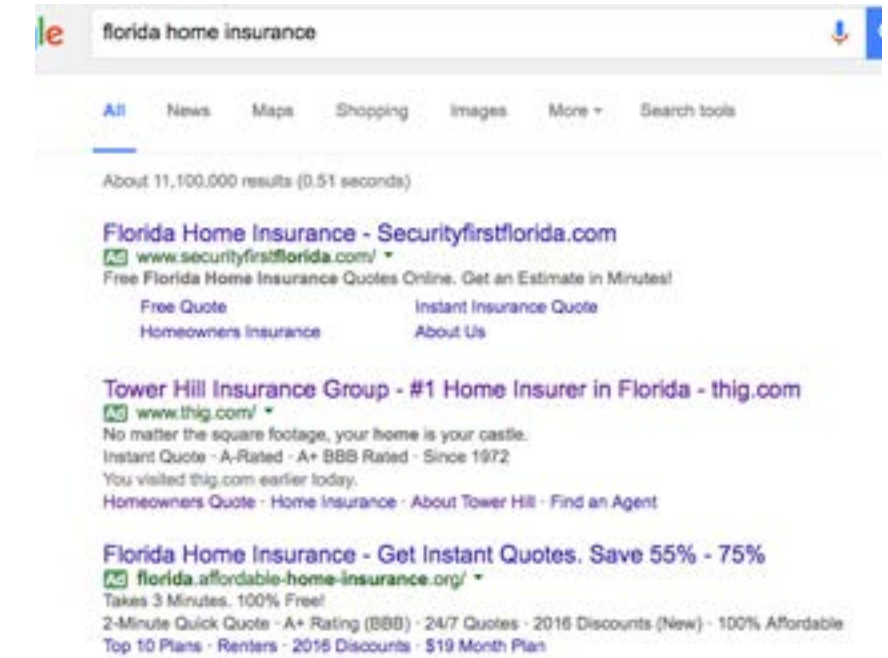 le florida home insurance
All News Maps Shopping Images More Search tools
About 11,100,000 results (0.51 seconds)
Florida Home Insurance - Securityfirstflorida.com
Ad www.securityfirstflorida.com/
Free Florida Home Insurance Quotes Online. Get an Estimate in Minutes!
Free Quote Instant Insurance Quote
Homeowners Insurance About Us
Tower Hill Insurance Group - #1 Home Insurer in Florida - thig.com
Ad www.thig.com/
No matter the square footage, your home is your castle.
Instant Quote · A-Rated · A+ BBB Rated · Since 1972
You visited thig.com earlier today.
Homeowners Quote · Home Insurance · About Tower Hill · Find an Agent
Florida Home Insurance - Get Instant Quotes. Save 55% - 75%
Ad florida.affordable-home-insurance.org/
Takes 3 Minutes. 100% Free!
2-Minute Quick Quote · A+ Rating (BBB) · 24/7 Quotes · 2016 Discounts (New) · 100% Affordable
Top 10 Plans · Renters · 2016 Discounts · $19 Month Plan